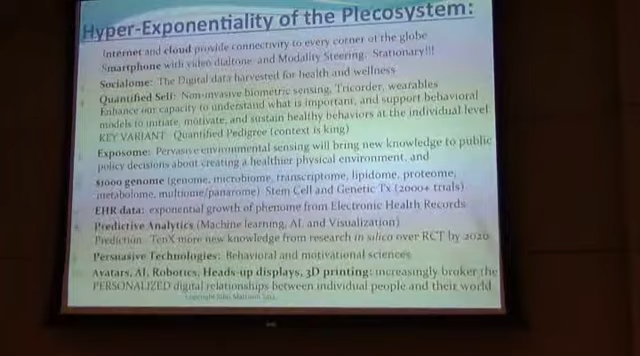 Hyper-Exponentiality of the Plecosystem:
Internet and cloud provide connectivity to every corner of the globe
Smartphone with video dialtone and Modality Steering. Stationary!!!
Socialome: The Digital data harvested for health and wellness
Quantified Self: Non-invasive biometric sensing, Tricorder, wearables
Enhance our capacity to understand what is important, and support behavioral
models to initiate, motivate, and sustain healthy behaviors at the individual level
KEY VARIANT: Quantified Pedigree (context is king)
Exposome: Pervasive environmental sensing will bring new knowledge to public
policy decisions about creating a healthier physical environment, and
$1000 genome (genome, microbiome, transcriptome, lipidome, proteome,
metabolome, multiome/panarome) Stem Cell and Genetic Tx (2000+ trials)
EHR data: exponential growth of phenome from Electronic Health Records
Predictive Analytics (Machine learning, AI, and Visualization)
Prediction: TenX more new knowledge from research in silico over RCT by 2020
Persuasive Technologies: Behavioral and motivational sciences
Avatars, AI, Robotics, Heads-up displays, 3D printing: increasingly broker the
PERSONALIZED digital relationships between individual people and their world
Copyright John Mattison